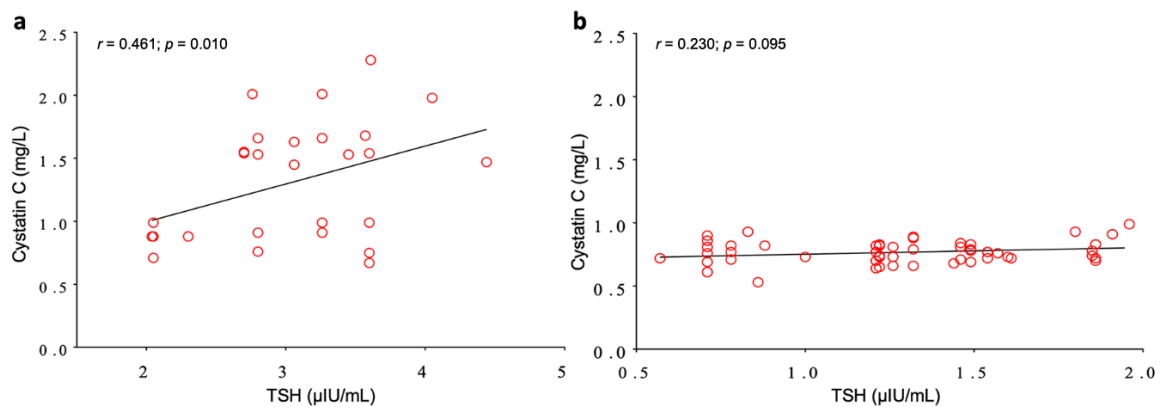 a
r = 0.461; p = 0.010
2.5
2.0
1.5
1.0
0.5
0.0
Cystatin C (mg/L)
2 3 4 5
TSH (µIU/mL)
b
r = 0.230; p = 0.095
2.5
2.0
1.5
1.0
0.5
0.0
Cystatin C (mg/L)
0.5 1.0 1.5 2.0
TSH (µIU/mL)